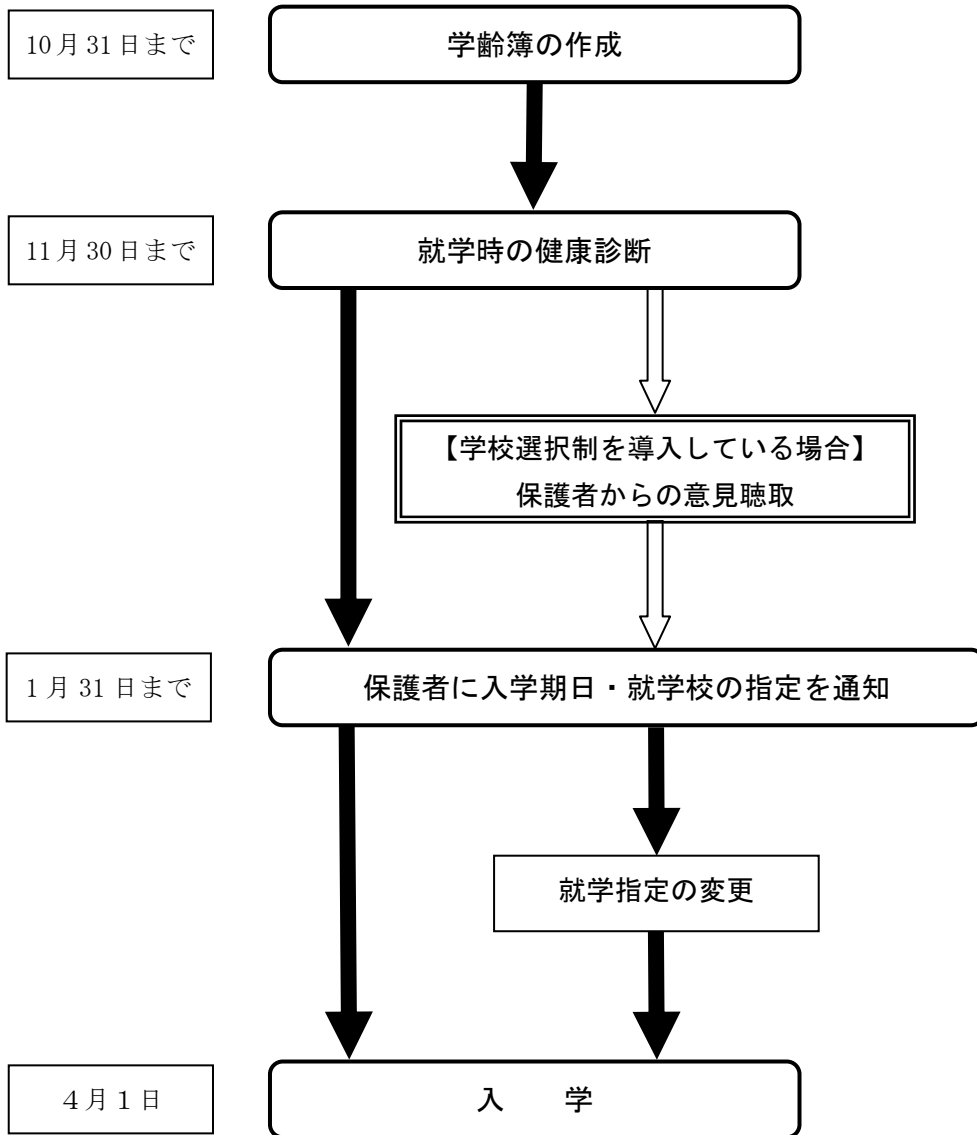 10月31日まで
学齢簿の作成
11月30日まで
就学時の健康診断
【学校選択制を導入している場合】
保護者からの意見聴取
1月31日まで
保護者に入学期日・就学校の指定を通知
就学指定の変更
4月1日
入　学